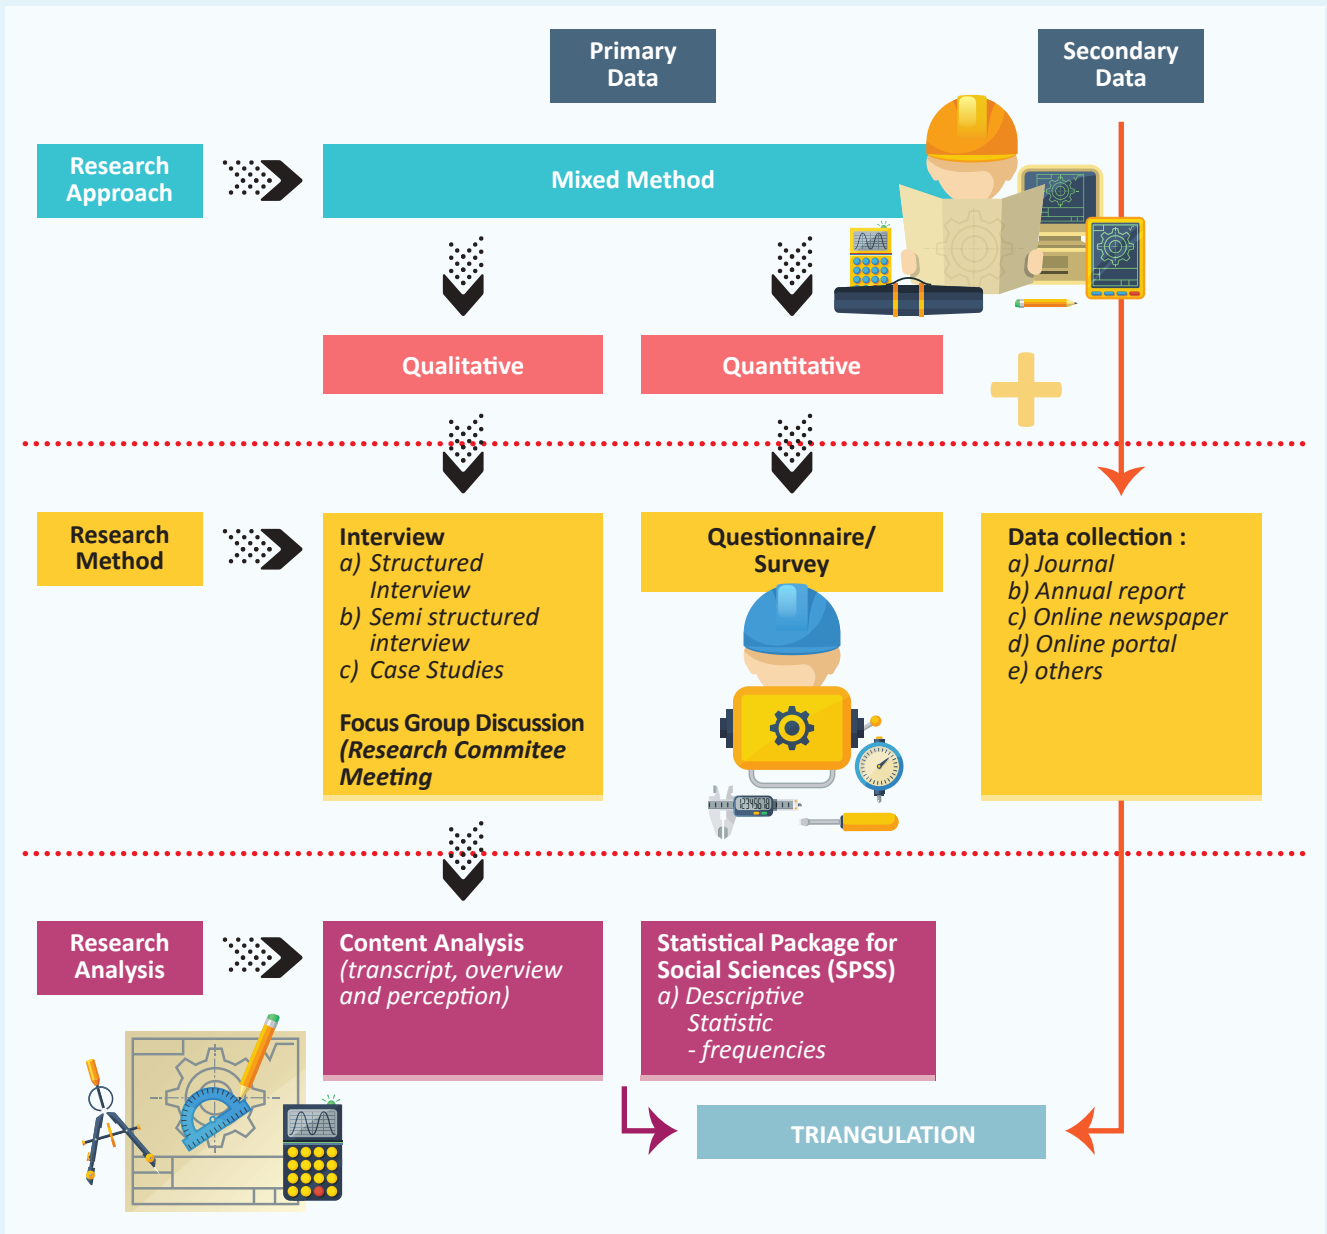 Primary
Data
Secondary
Data
Research
Approach
Mixed Method
Qualitative
Quantitative
Research
Method
Interview
a) Structured
Interview
b) Semi structured
interview
c) Case Studies
Focus Group Discussion
(Research Commitee
Meeting
Questionnaire/
Survey
Data collection :
a) Journal
b) Annual report
c) Online newspaper
d) Online portal
e) others
12345678
Research
Analysis
Content Analysis
(transcript, overview
and perception)
Statistical Package for
Social Sciences (SPSS)
a) Descriptive
Statistic
- frequencies
TRIANGULATION